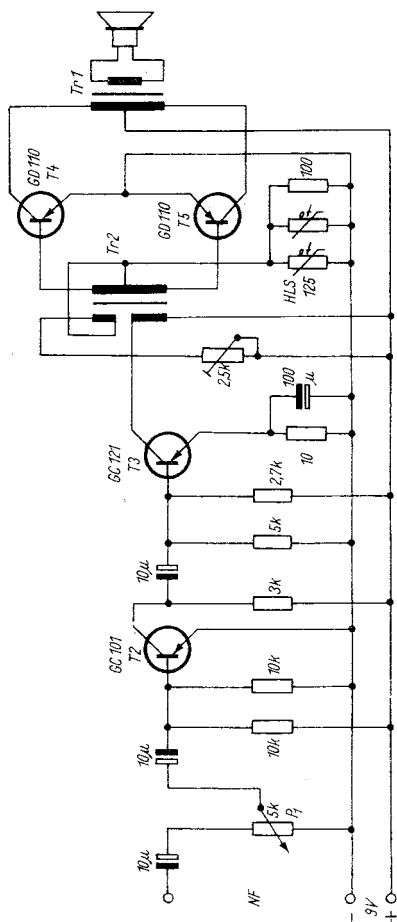 10µ
NF
5k
P₁
–
9V
+
10µ
10k
10k
GC101
T2
3k
10µ
5k
2,7k
GC121
T3
10
100
µ
2,5k
Tr2
HLS
125
ϑ
ϑ
100
GD110
T4
GD110
T5
Tr1